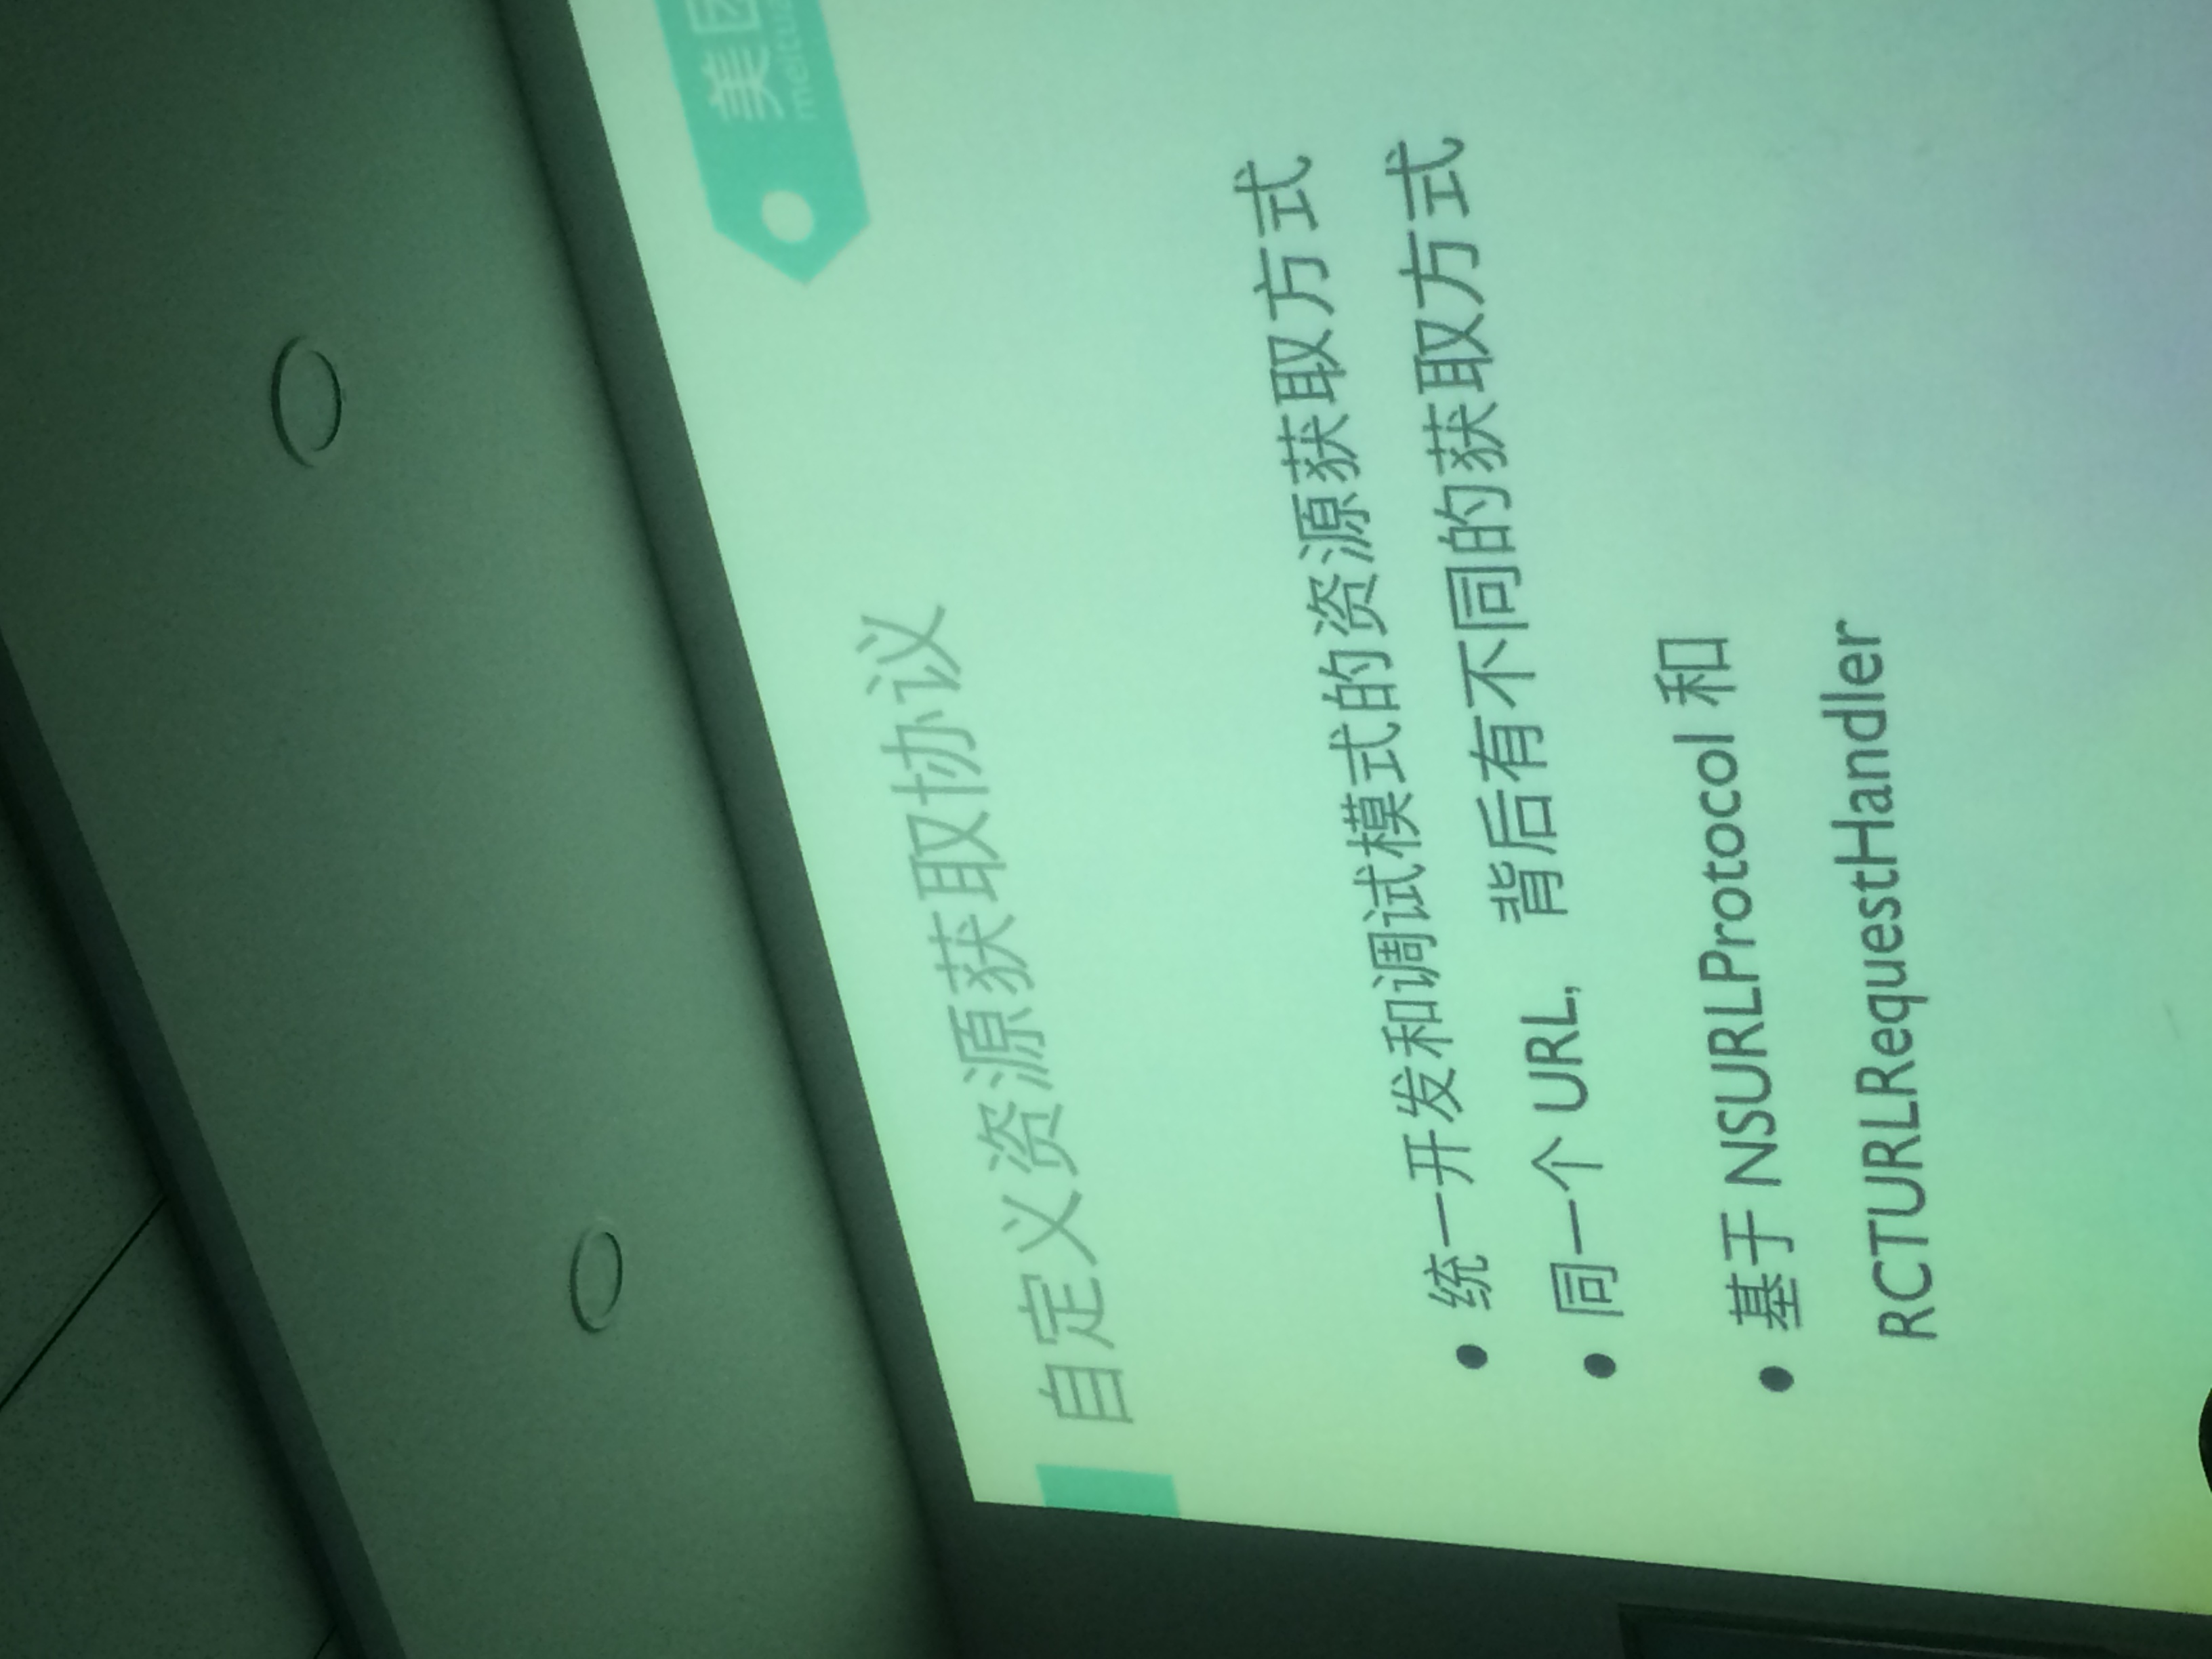 美团
自定义资源获取协议
• 统一开发和调试模式的资源获取方式
• 同一个 URL, 背后有不同的获取方式
• 基于 NSURLProtocol 和
RCTURLRequestHandler